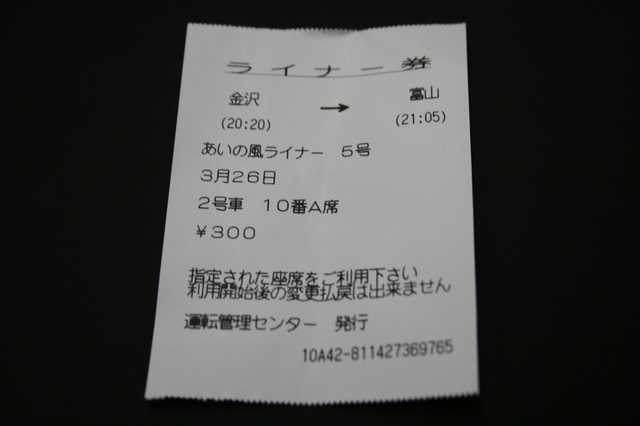 ライナー券
金沢 → 富山
(20:20) (21:05)
あいの風ライナー 5号
3月26日
2号車 10番A席
¥300
指定された座席をご利用下さい
利用開始後の変更払戻は出来ません
運転管理センター 発行
10A42-811427369765